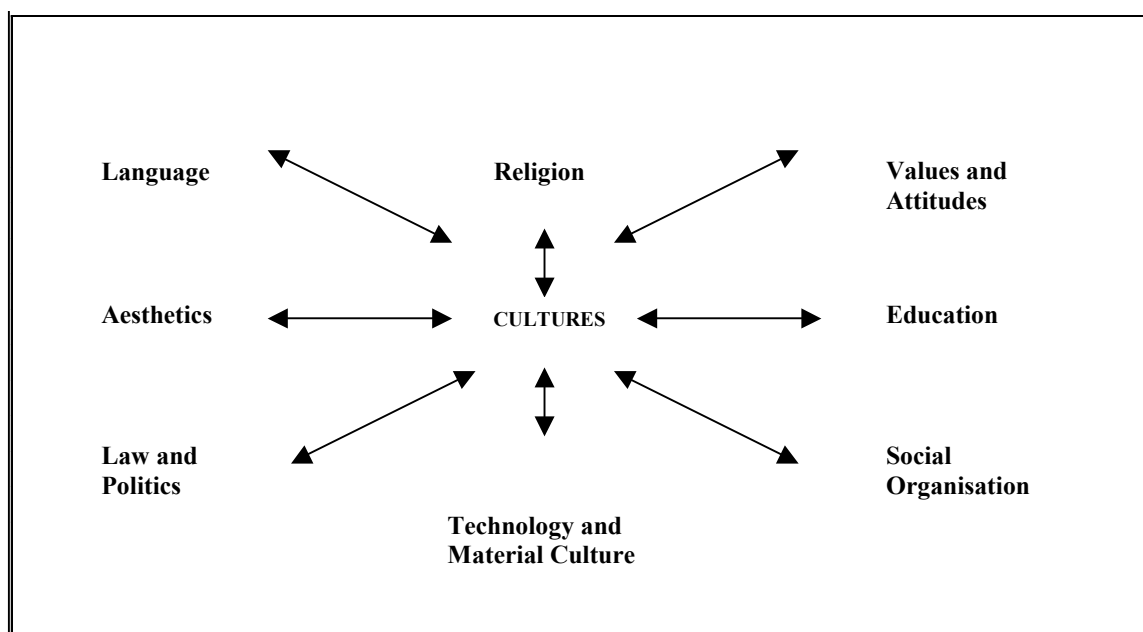 Language
Religion
Values and
Attitudes
Aesthetics
CULTURES
Education
Law and
Politics
Social
Organisation
Technology and
Material Culture